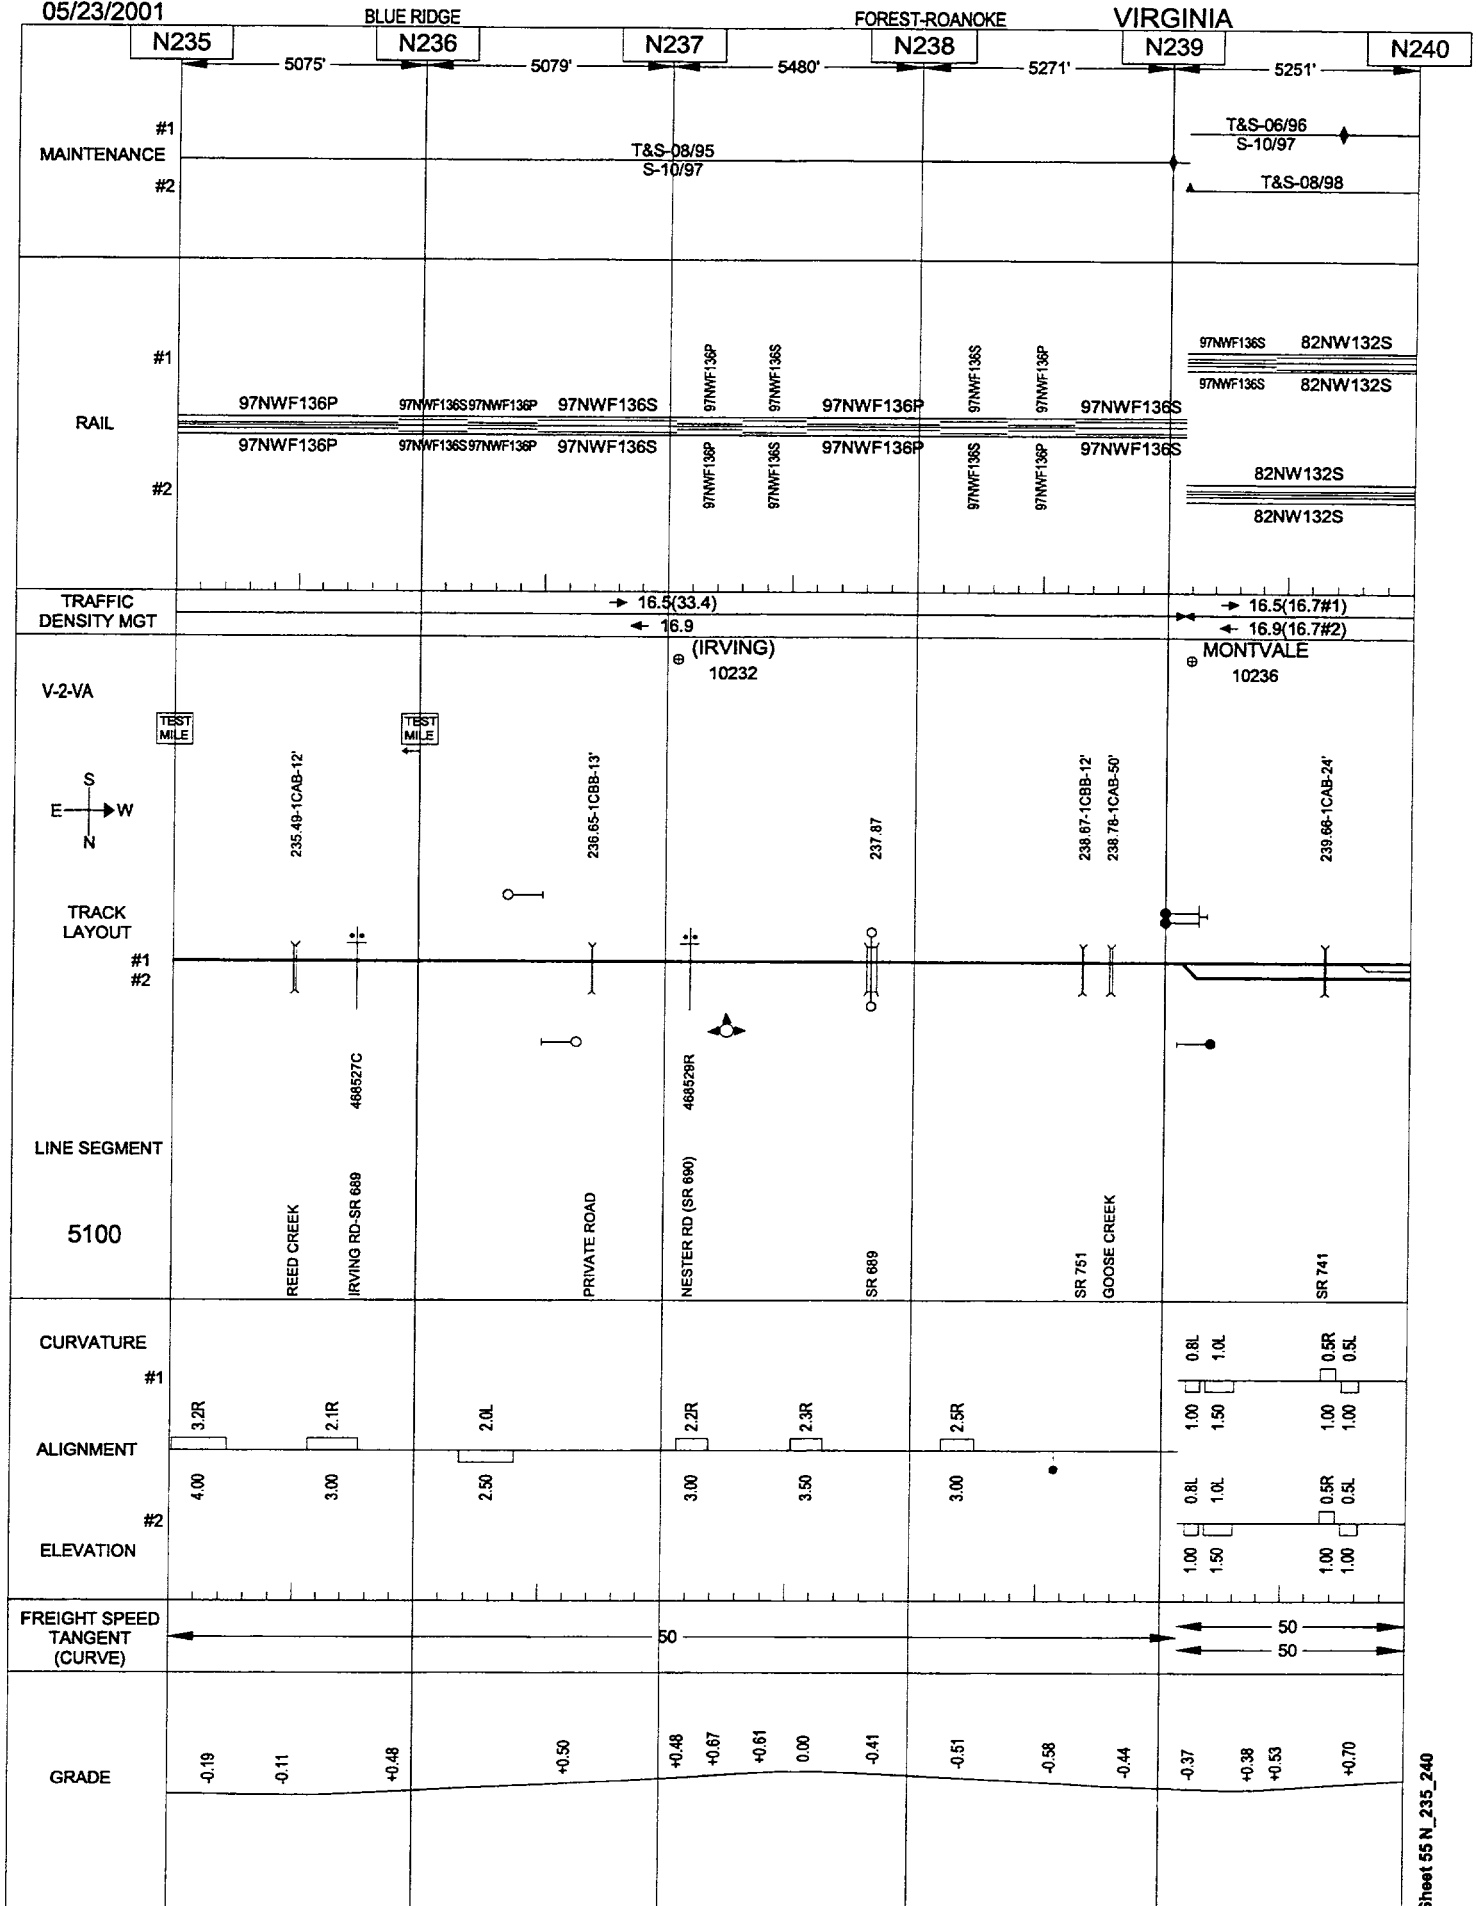 05/23/2001 BLUE RIDGE FOREST-ROANOKE VIRGINIA
N235 N236 N237 N238 N239 N240
5075' 5079' 5480' 5271' 5251'
#1 T&S-06/96
S-10/97
MAINTENANCE T&S-08/95
S-10/97
#2 T&S-08/98
97NWF136P 97NWF136S 97NWF136S 97NWF136P
#1 97NWF136S 82NW132S
97NWF136S 82NW132S
97NWF136P 97NWF136S 97NWF136P 97NWF136S 97NWF136P 97NWF136S
RAIL
97NWF136P 97NWF136S 97NWF136P 97NWF136S 97NWF136P 97NWF136S
97NWF136P 97NWF136S 97NWF136S 97NWF136P
#2 82NW132S
82NW132S
TRAFFIC
DENSITY MGT
16.5(33.4) 16.5(16.7#1)
16.9 16.9(16.7#2)
(IRVING) MONTVALE
10232 10236
V-2-VA
TEST
MILE
TEST
MILE
235.49-1CAB-12' 236.65-1CBB-13' 237.87 238.67-1CBB-12' 238.78-1CAB-50' 239.66-1CAB-24'
S
E W
N
TRACK
LAYOUT
#1
#2
468527C 468529R
LINE SEGMENT
5100
REED CREEK IRVING RD-SR 689 PRIVATE ROAD NESTER RD (SR 690) SR 689 SR 751 GOOSE CREEK SR 741
CURVATURE
#1
0.8L 1.0L 0.5R 0.5L
1.00 1.50 1.00 1.00
3.2R 2.1R 2.0L 2.2R 2.3R 2.5R
ALIGNMENT
4.00 3.00 2.50 3.00 3.50 3.00
#2
0.8L 1.0L 0.5R 0.5L
ELEVATION
1.00 1.50 1.00 1.00
FREIGHT SPEED
TANGENT
(CURVE)
50 50
50
GRADE
-0.19 -0.11 +0.48 +0.50 +0.48 +0.67 +0.61 0.00 -0.41 -0.51 -0.58 -0.44 -0.37 +0.38 +0.53 +0.70
Sheet 55 N_235_240